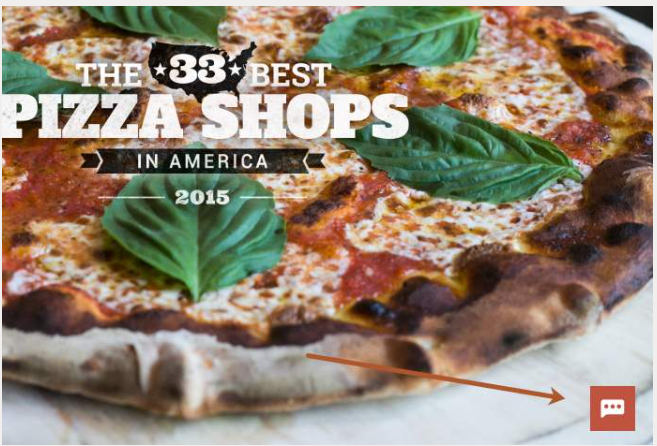 THE ★33★ BEST
PIZZA SHOPS
IN AMERICA
2015